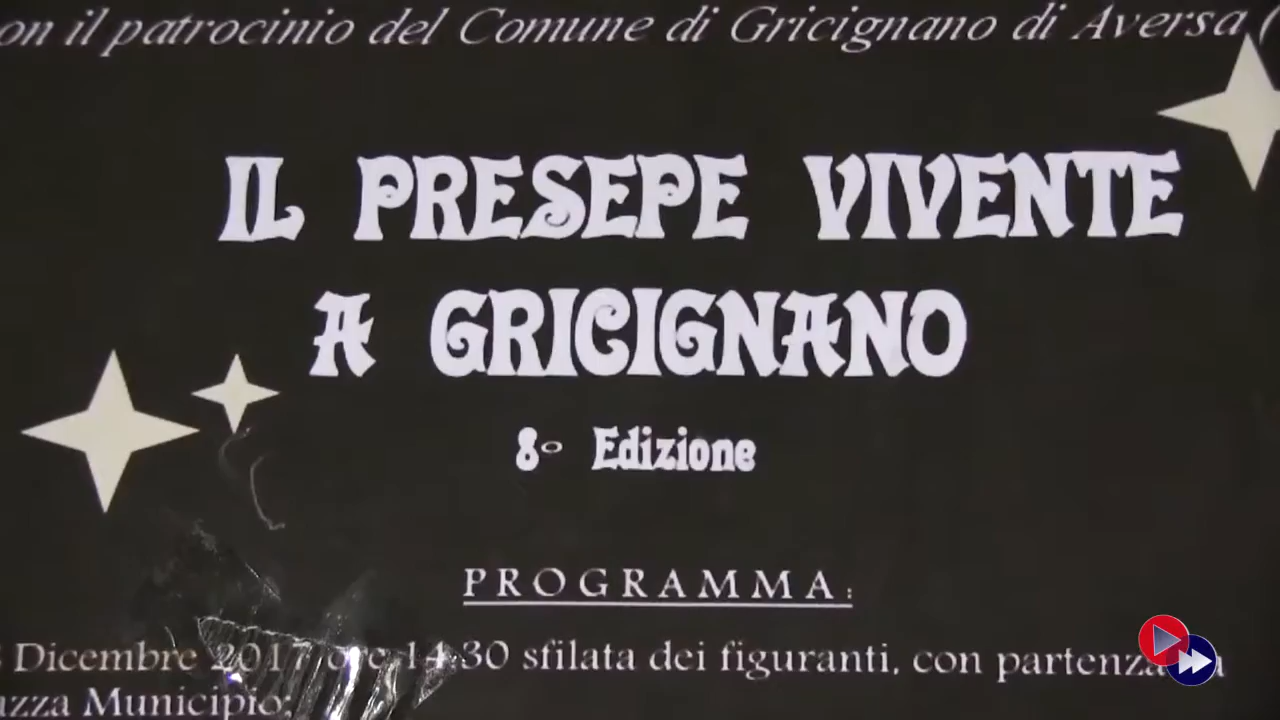 on il patrocinio del Comune di Gricignano di Aversa (
IL PRESEPE VIVENTE
A GRICIGNANO
8° Edizione
PROGRAMMA:
Dicembre 2017 ore 14.30 sfilata dei figuranti, con partenza
azza Municipio;